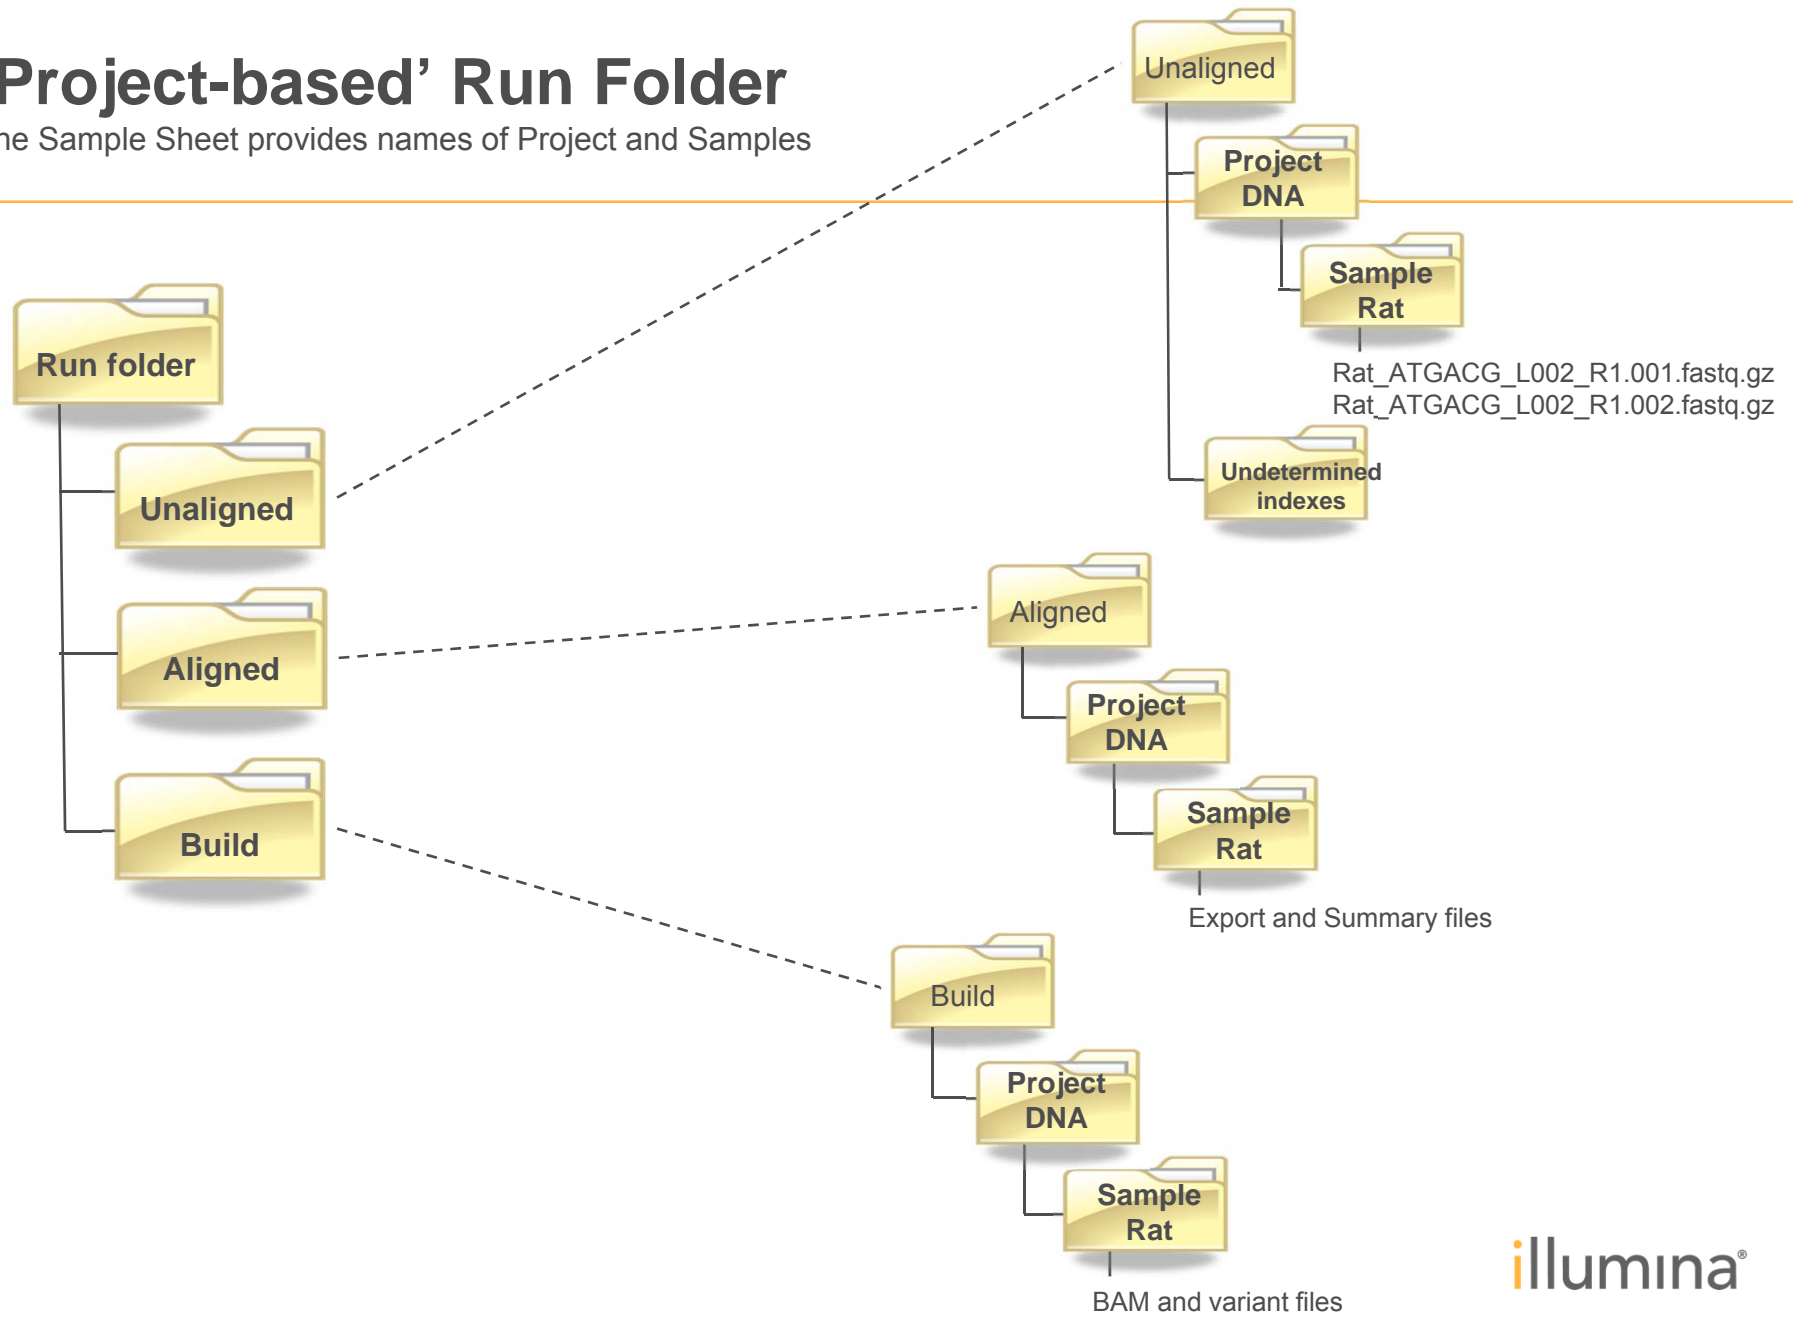 Project-based’ Run Folder
he Sample Sheet provides names of Project and Samples
Run folder
Unaligned
Aligned
Build
Unaligned
Project
DNA
Sample
Rat
Rat_ATGACG_L002_R1.001.fastq.gz
Rat_ATGACG_L002_R1.002.fastq.gz
Undetermined
indexes
Aligned
Project
DNA
Sample
Rat
Export and Summary files
Build
Project
DNA
Sample
Rat
BAM and variant files
illumina®